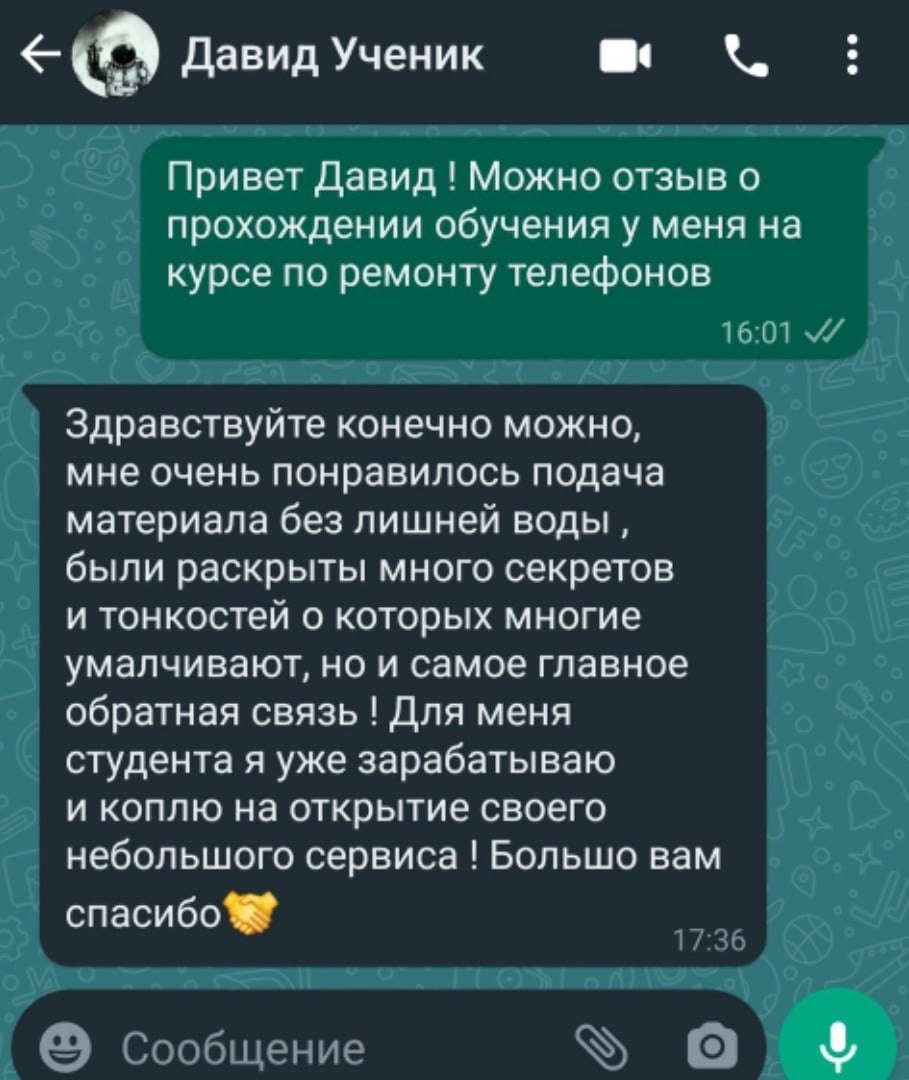 Давид Ученик
Привет Давид ! Можно отзыв о
прохождении обучения у меня на
курсе по ремонту телефонов
16:01
Здравствуйте конечно можно,
мне очень понравилось подача
материала без лишней воды ,
были раскрыты много секретов
и тонкостей о которых многие
умалчивают, но и самое главное
обратная связь ! Для меня
студента я уже зарабатываю
и коплю на открытие своего
небольшого сервиса ! Большо вам
спасибо🤝
17:36
Сообщение